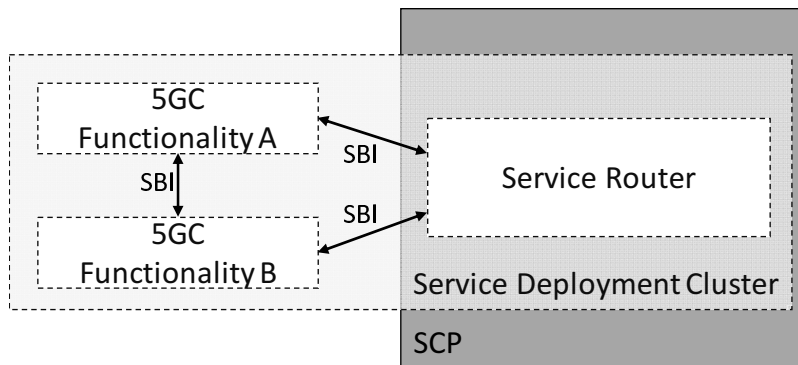 5GC
Functionality A
SBI
SBI
Service Router
SBI
5GC
Functionality B
Service Deployment Cluster
SCP